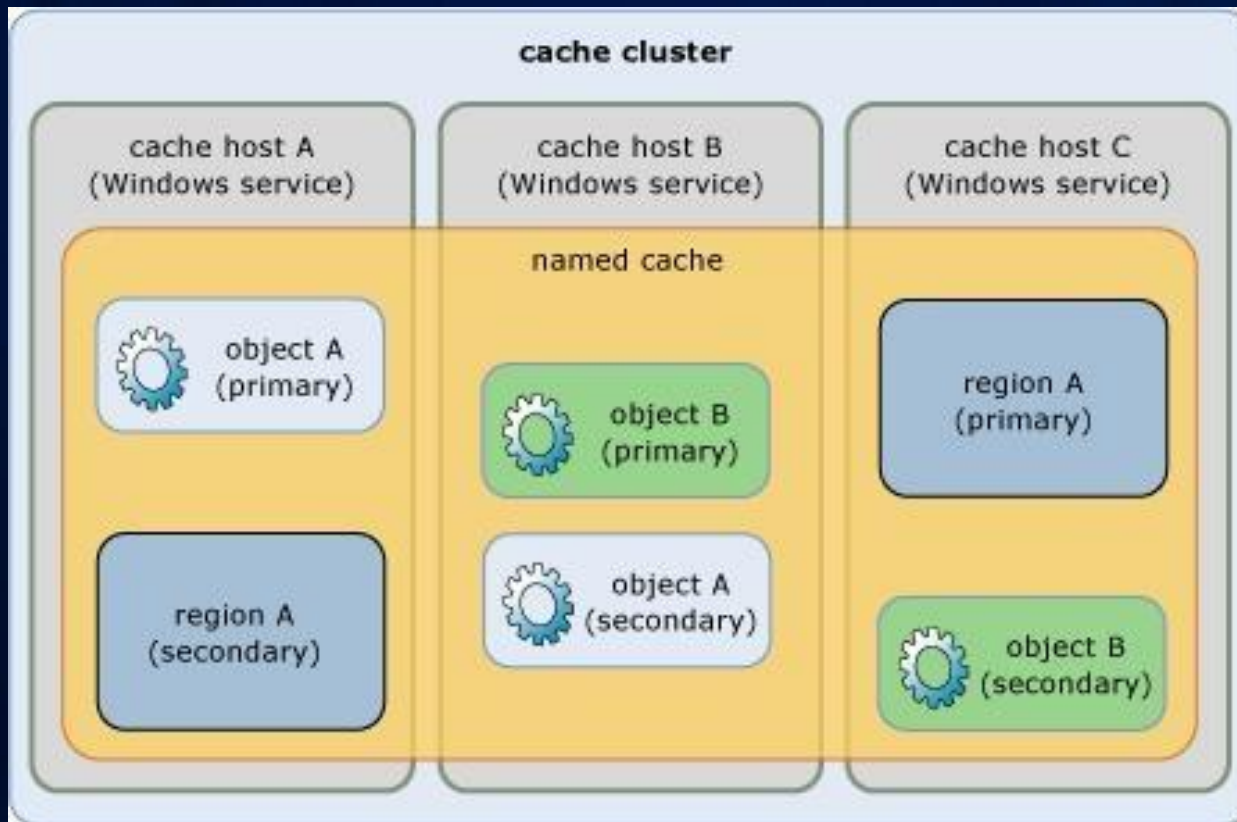 cache cluster
cache host A
(Windows service)
cache host B
(Windows service)
cache host C
(Windows service)
named cache
object A
(primary)
object B
(primary)
region A
(primary)
region A
(secondary)
object A
(secondary)
object B
(secondary)